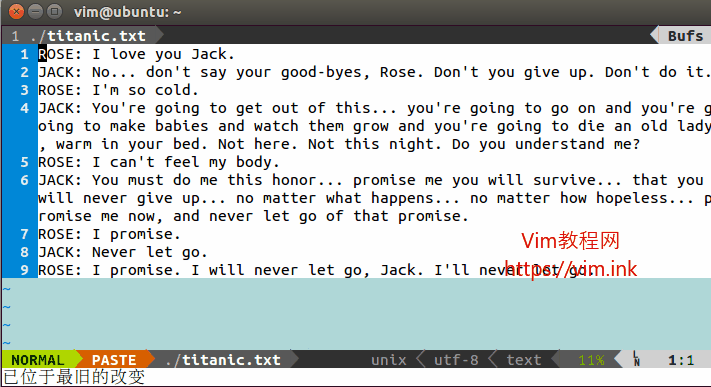 vim@ubuntu: ~
1 ./titanic.txt Bufs
1 ROSE: I love you Jack.
2 JACK: No... don't say your good-byes, Rose. Don't you give up. Don't do it.
3 ROSE: I'm so cold.
4 JACK: You're going to get out of this... you're going to go on and you're g
oing to make babies and watch them grow and you're going to die an old lady
, warm in your bed. Not here. Not this night. Do you understand me?
5 ROSE: I can't feel my body.
6 JACK: You must do me this honor... promise me you will survive... that you
will never give up... no matter what happens... no matter how hopeless... p
romise me now, and never let go of that promise.
7 ROSE: I promise.
8 JACK: Never let go.
9 ROSE: I promise. I will never let go, Jack. I'll never let go.
Vim教程网
https://vim.ink
~
~
~
~
NORMAL PASTE ./titanic.txt unix utf-8 text 11% LN 1:1
已位于最旧的改变